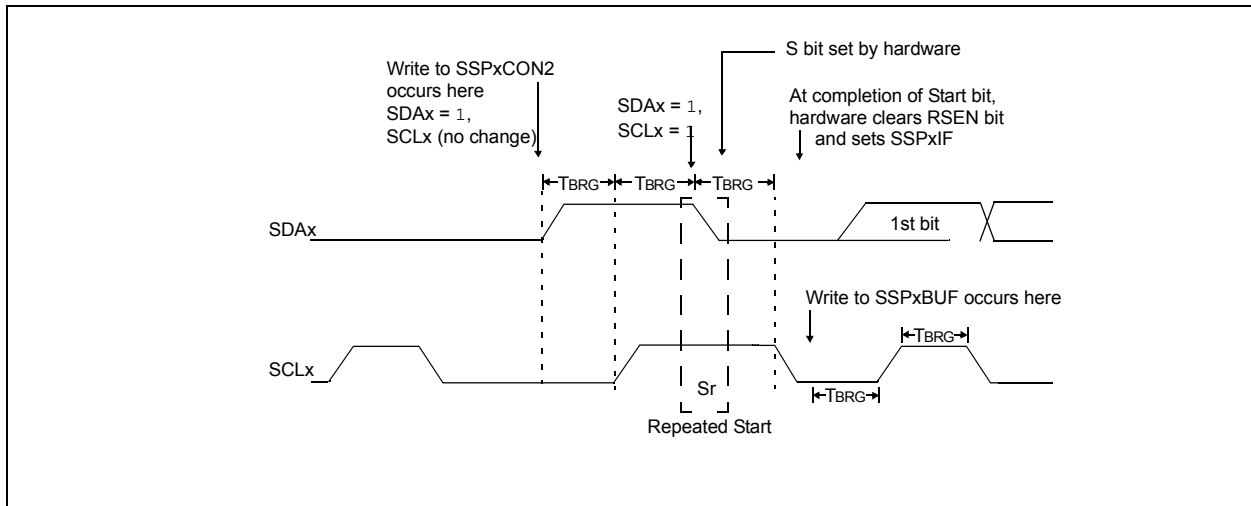 S bit set by hardware
Write to SSPxCON2
occurs here
SDAx = 1,
SCLx (no change)
SDAx = 1,
SCLx = 1
At completion of Start bit,
hardware clears RSEN bit
and sets SSPxIF
TBRG TBRG TBRG
SDAx
1st bit
Write to SSPxBUF occurs here
TBRG
SCLx
Sr
TBRG
Repeated Start